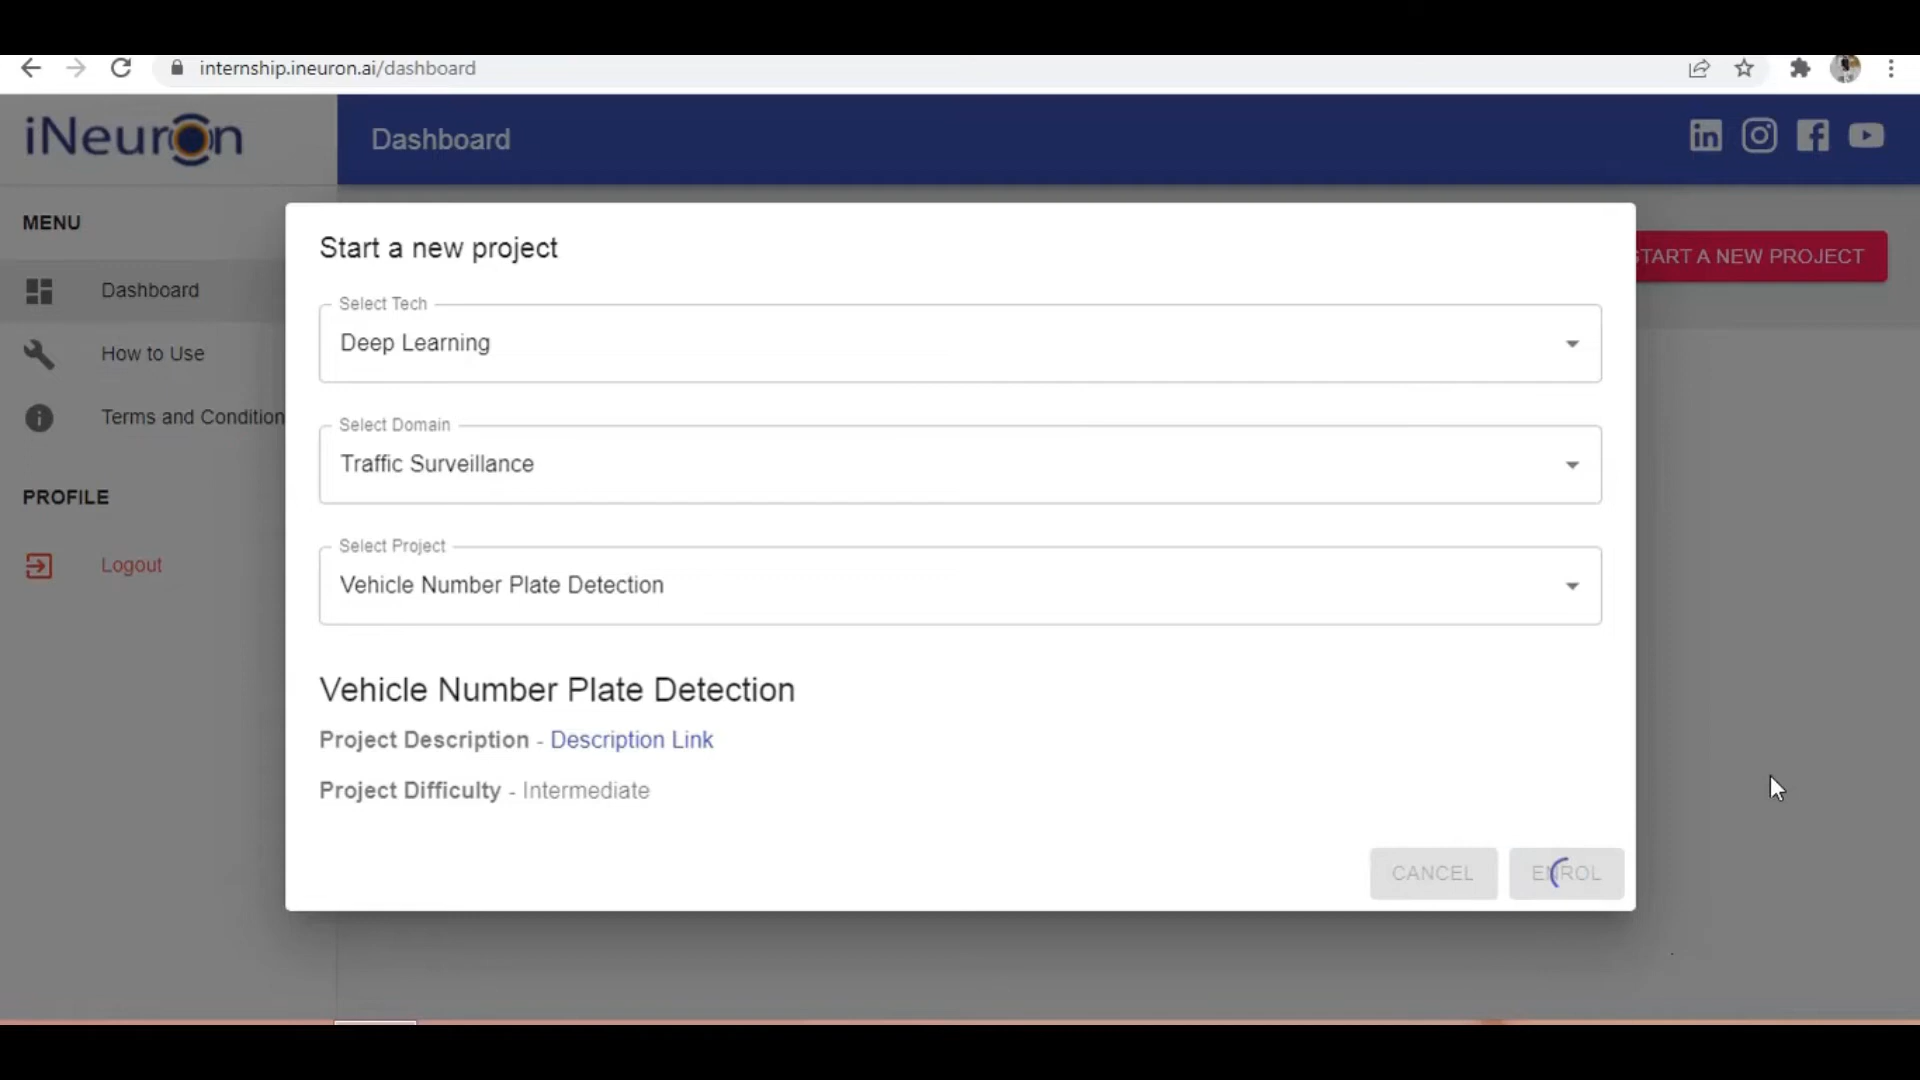 internship.ineuron.ai/dashboard
iNeuron
Dashboard
MENU
START A NEW PROJECT
Dashboard
How to Use
Terms and Condition
PROFILE
Logout
Start a new project
Select Tech
Deep Learning
Select Domain
Traffic Surveillance
Select Project
Vehicle Number Plate Detection
Vehicle Number Plate Detection
Project Description - Description Link
Project Difficulty - Intermediate
CANCEL ENROL